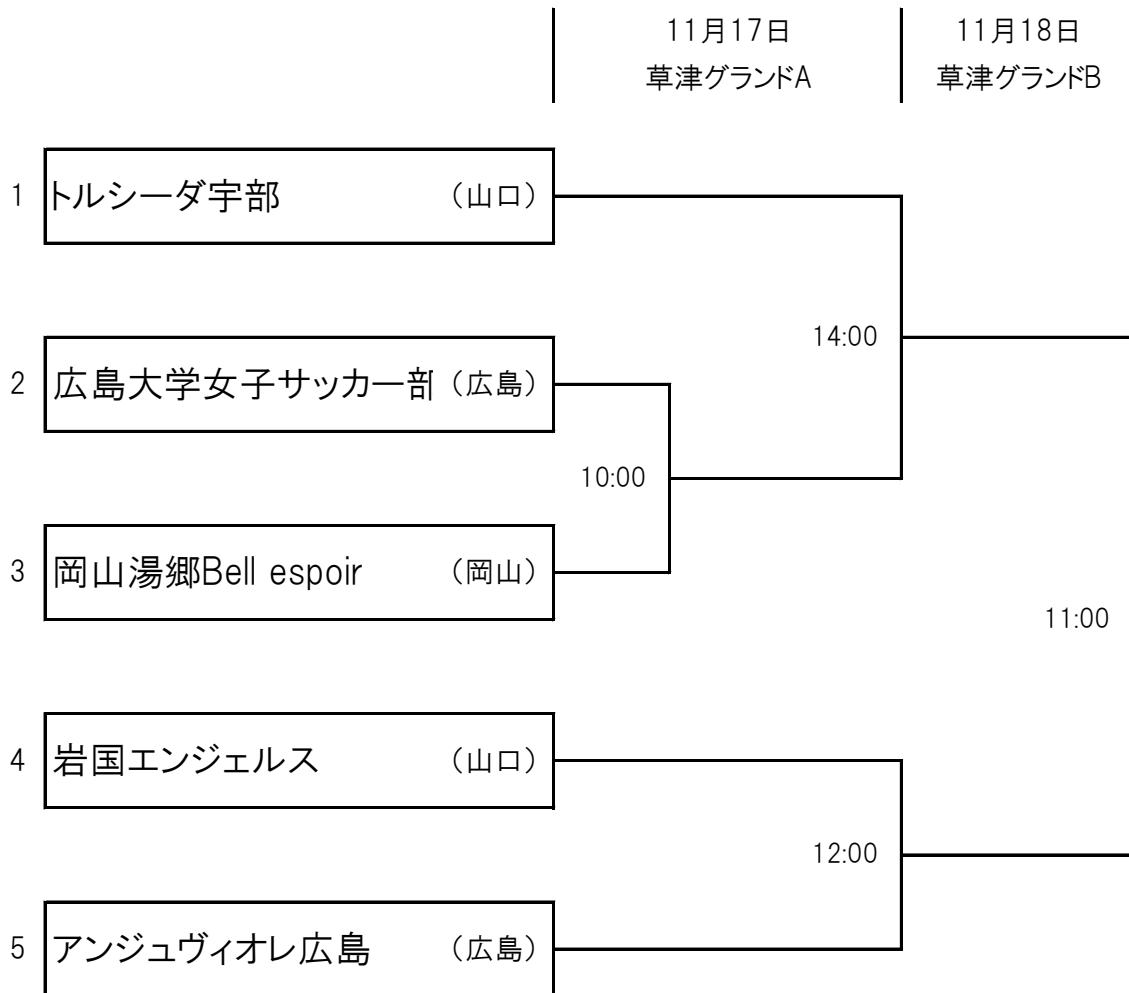 11月17日
草津グランドA
11月18日
草津グランドB
1 トルシーダ宇部 （山口）
14:00
2 広島大学女子サッカー部 （広島）
10:00
3 岡山湯郷Bell espoir （岡山）
11:00
4 岩国エンジェルス （山口）
12:00
5 アンジュヴィオレ広島 （広島）